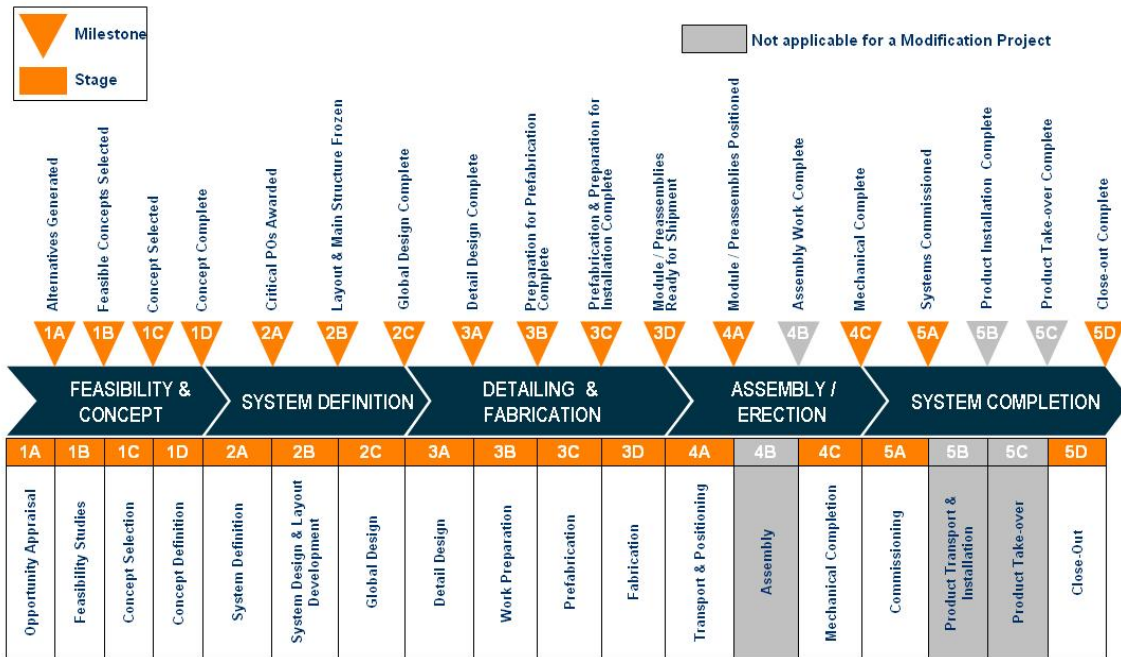 Milestone
Stage
Not applicable for a Modification Project
Alternatives Generated
Feasible Concepts Selected
Concept Selected
Concept Complete
Critical POs Awarded
Layout & Main Structure Frozen
Global Design Complete
Detail Design Complete
Preparation for Prefabrication
Complete
Prefabrication & Preparation for
Installation Complete
Module / Preassemblies
Ready for Shipment
Module / Preassemblies Positioned
Assembly Work Complete
Mechanical Complete
Systems Commissioned
Product Installation Complete
Product Take-over Complete
Close-out Complete
1A 1B 1C 1D 2A 2B 2C 3A 3B 3C 3D 4A 4B 4C 5A 5B 5C 5D
FEASIBILITY &
CONCEPT
SYSTEM DEFINITION
DETAILING &
FABRICATION
ASSEMBLY /
ERECTION
SYSTEM COMPLETION
1A 1B 1C 1D 2A 2B 2C 3A 3B 3C 3D 4A 4B 4C 5A 5B 5C 5D
Opportunity Appraisal
Feasibility Studies
Concept Selection
Concept Definition
System Definition
System Design & Layout
Development
Global Design
Detail Design
Work Preparation
Prefabrication
Fabrication
Transport & Positioning
Assembly
Mechanical Completion
Commissioning
Product Transport &
Installation
Product Take-over
Close-Out